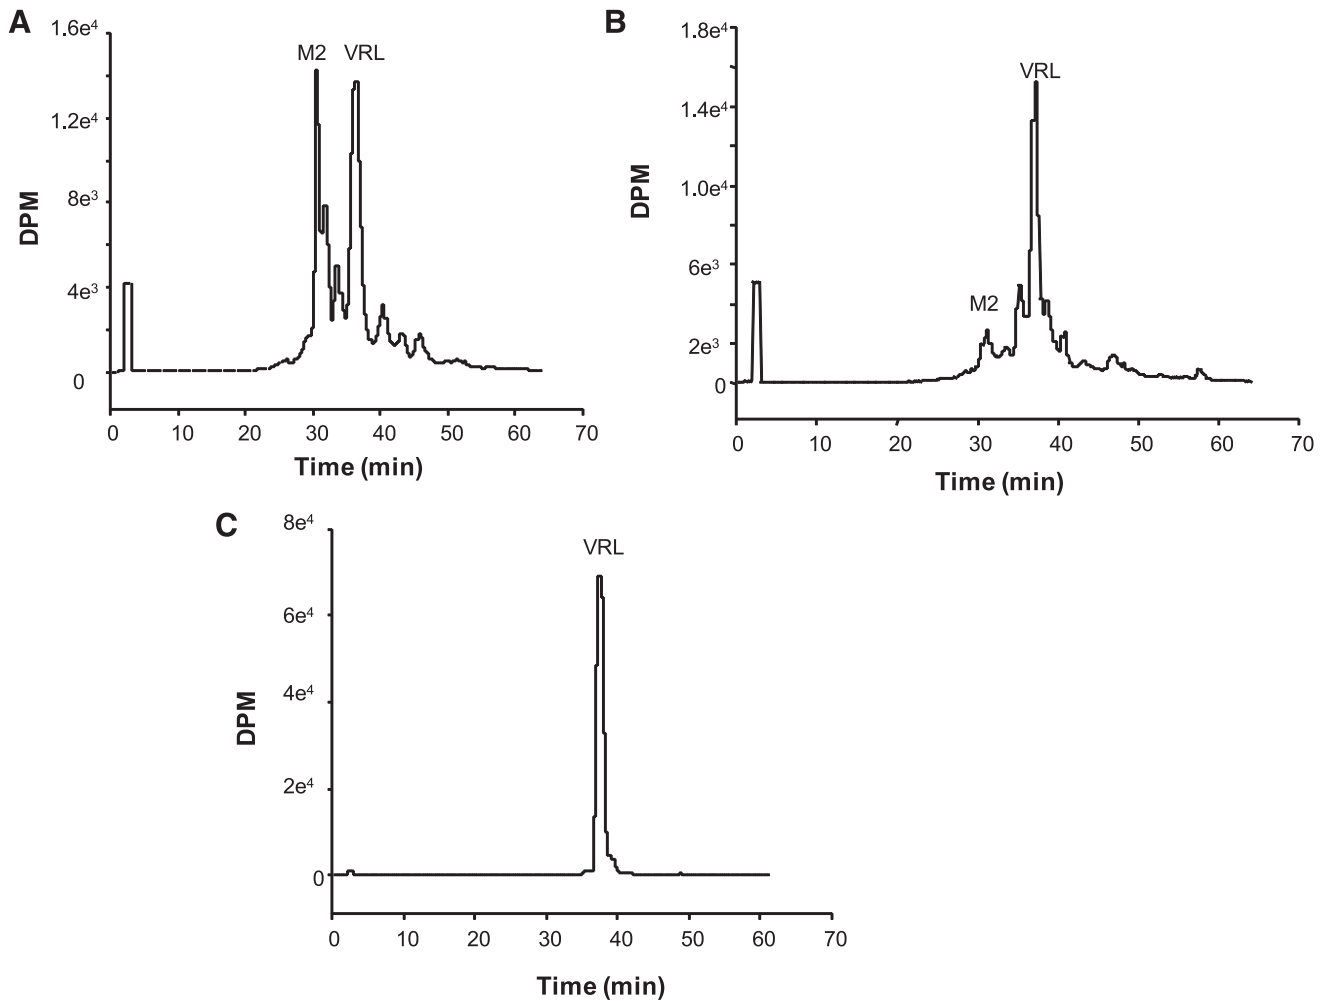 A
1.6e⁴
1.2e⁴
8e³
4e³
0
DPM
M2 VRL
0 10 20 30 40 50 60 70
Time (min)
B
1.8e⁴
1.4e⁴
1.0e⁴
6e³
2e³
0
DPM
VRL
M2
0 10 20 30 40 50 60 70
Time (min)
C
8e⁴
6e⁴
4e⁴
2e⁴
0
DPM
VRL
0 10 20 30 40 50 60 70
Time (min)